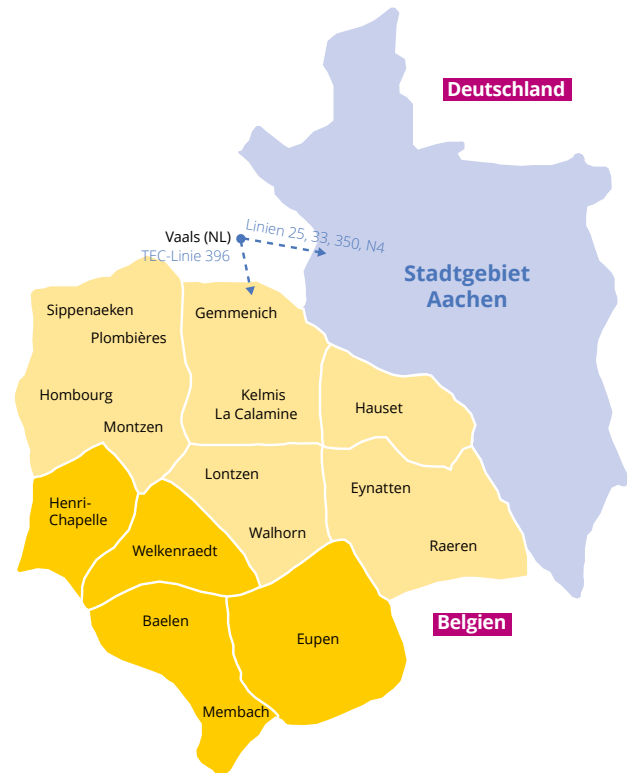 Deutschland
Linien 25, 33, 350, N4
Vaals (NL)
TEC-Linie 396
Stadtgebiet
Aachen
Sippenaeken
Gemmenich
Plombières
Hombourg
Kelmis
La Calamine
Hauset
Montzen
Lontzen
Eynatten
Henri-
Chapelle
Walhorn
Welkenraedt
Raeren
Baelen
Belgien
Eupen
Membach